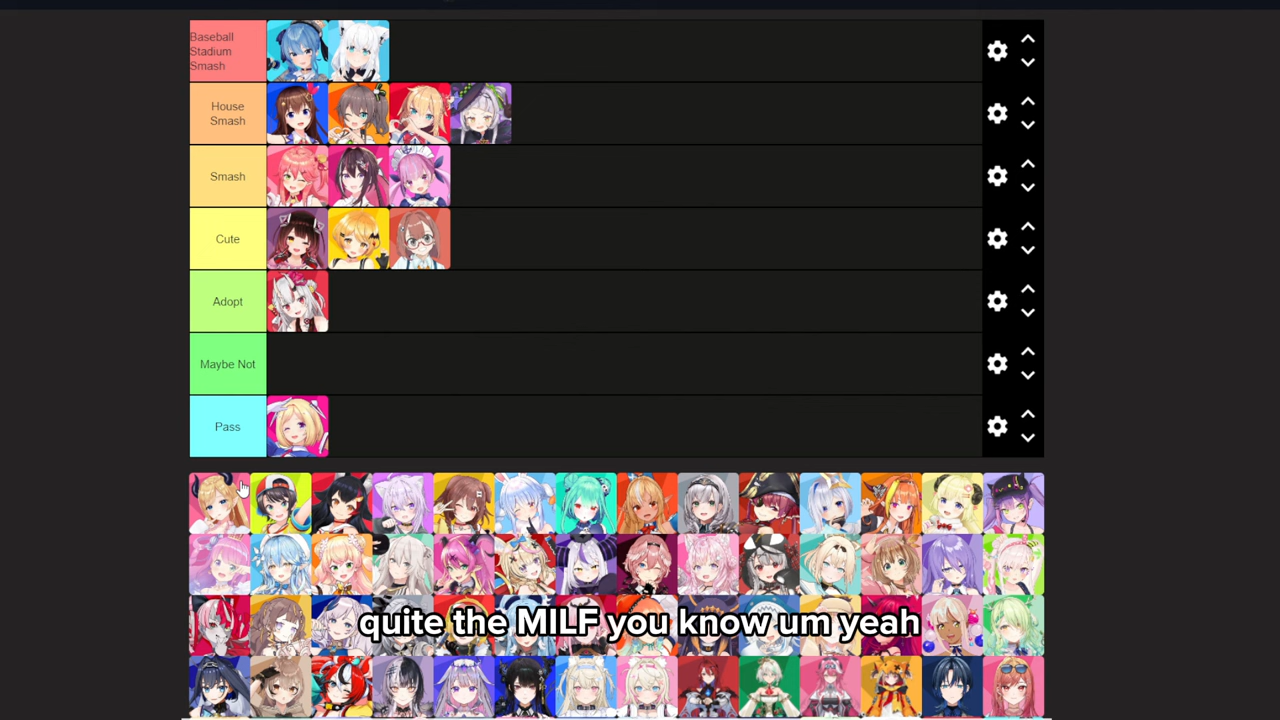 Baseball
Stadium
Smash
House
Smash
Smash
Cute
Adopt
Maybe Not
Pass
quite the MILF you know um yeah